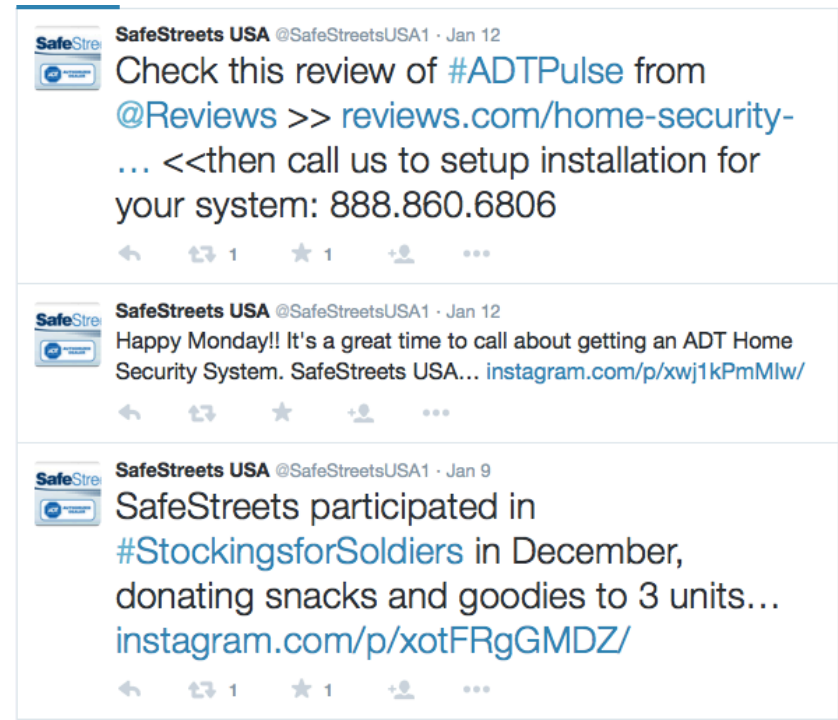 SafeStre
SafeStreets USA @SafeStreetsUSA1 · Jan 12
Check this review of #ADTPulse from
@Reviews >> reviews.com/home-security-
… <<then call us to setup installation for
your system: 888.860.6806
1 1
SafeStre
SafeStreets USA @SafeStreetsUSA1 · Jan 12
Happy Monday!! It's a great time to call about getting an ADT Home
Security System. SafeStreets USA... instagram.com/p/xwj1kPmMIw/
SafeStre
SafeStreets USA @SafeStreetsUSA1 · Jan 9
SafeStreets participated in
#StockingsforSoldiers in December,
donating snacks and goodies to 3 units...
instagram.com/p/xotFRgGMDZ/
1 1